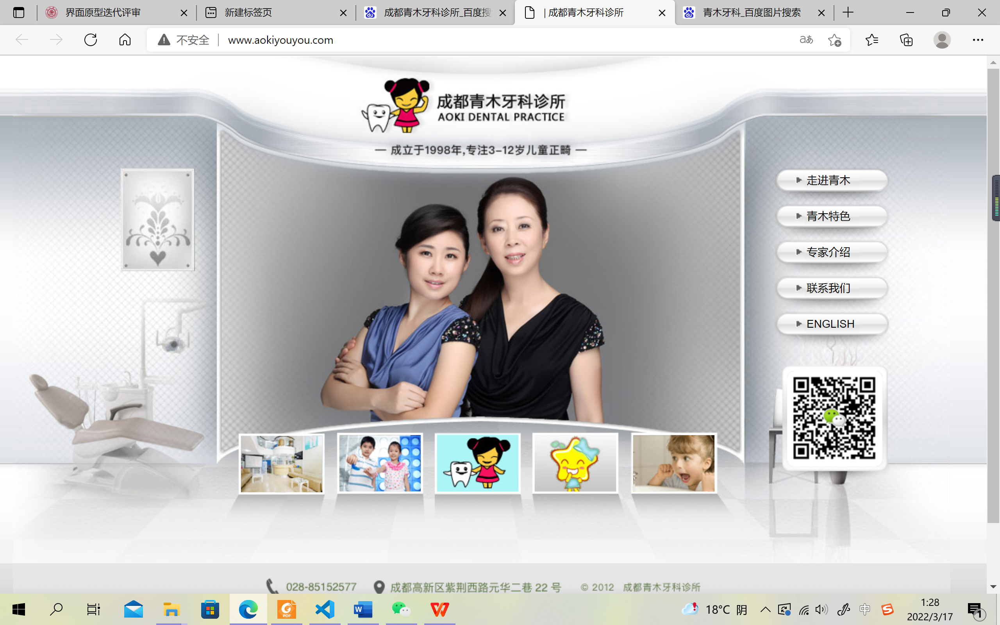 界面原型迭代评审
新建标签页
成都青木牙科诊所_百度搜
| 成都青木牙科诊所
青木牙科_百度图片搜索
不安全
www.aokiyouyou.com
aあ
成都青木牙科诊所
AOKI DENTAL PRACTICE
— 成立于1998年,专注3-12岁儿童正畸 —
走进青木
青木特色
专家介绍
联系我们
ENGLISH
028-85152577
成都高新区紫荆西路元华二巷 22 号
© 2012 成都青木牙科诊所
PDF
W
18°C 阴
中
S
1:28
2022/3/17
1